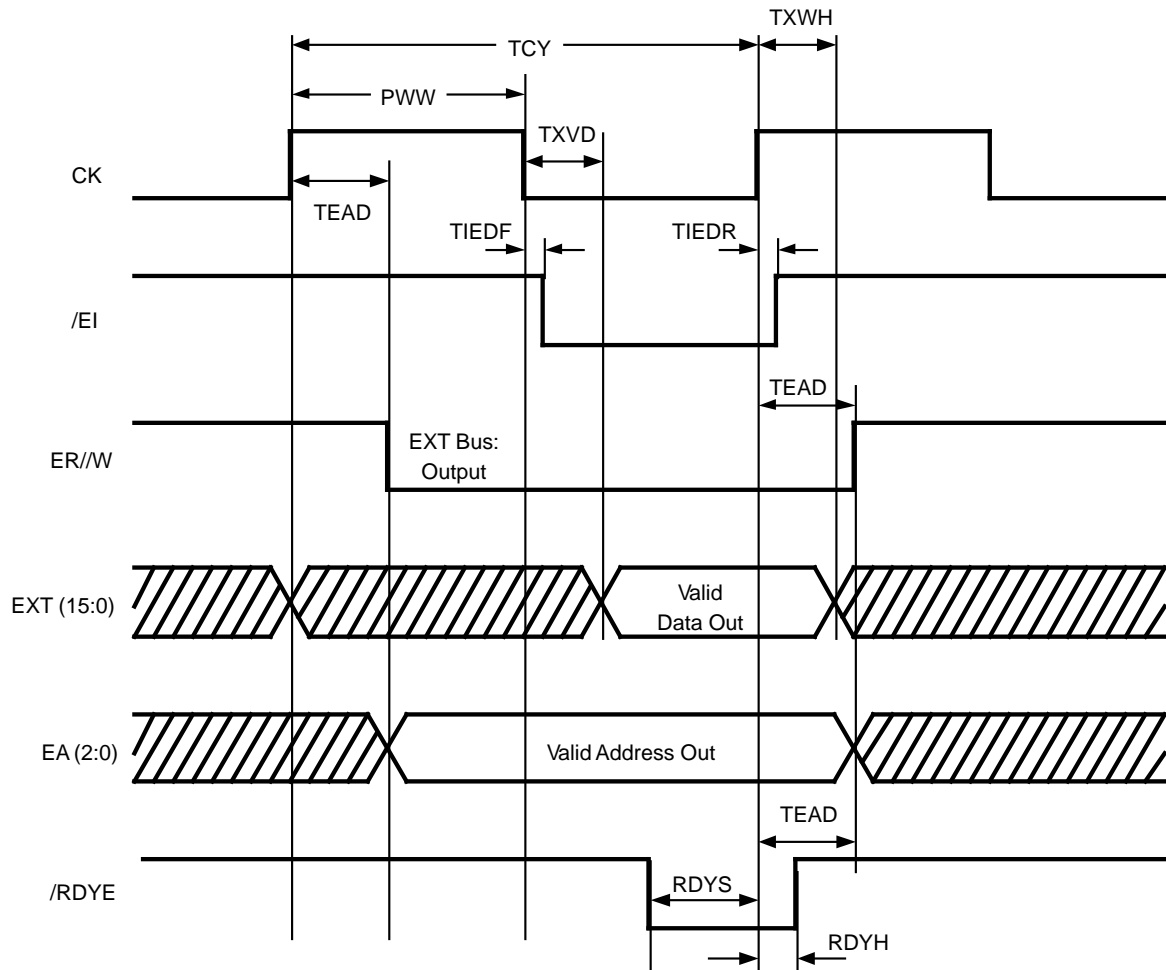 TXWH
TCY
PWW
TXVD
CK
TEAD
TIEDF
TIEDR
/EI
TEAD
ER//W
EXT Bus:
Output
EXT (15:0)
Valid
Data Out
EA (2:0)
Valid Address Out
TEAD
/RDYE
RDYS
RDYH